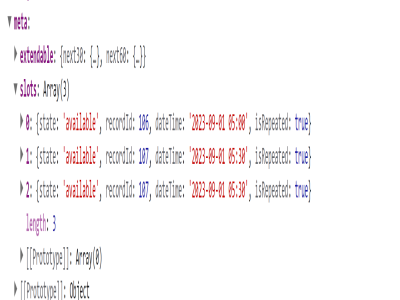 ▼ meta:
▶ extendable: {next30: {…}, next60: {…}}
▼ slots: Array(3)
▶ 0: {state: 'available', recordId: 106, dateTime: '2023-09-01 05:00', isRepeated: true}
▶ 1: {state: 'available', recordId: 107, dateTime: '2023-09-01 05:30', isRepeated: true}
▶ 2: {state: 'available', recordId: 107, dateTime: '2023-09-01 05:30', isRepeated: true}
length: 3
▶ [[Prototype]]: Array(0)
▶ [[Prototype]]: Object